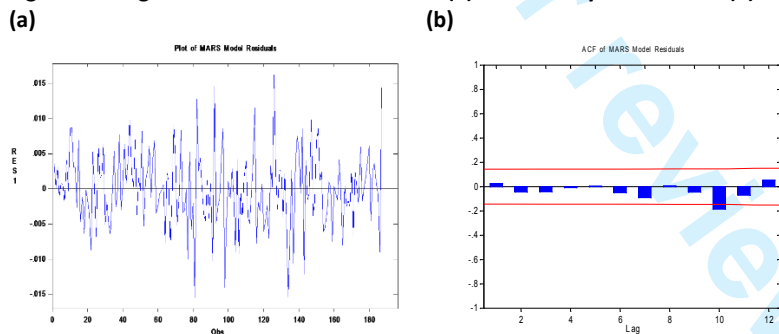 (a)
(b)
Plot of MARS Model Residuals
.015
.010
.005
0
-.005
-.010
-.015
R
E
S
1
0 20 40 60 80 100 120 140 160
Obs
ACF of MARS Model Residuals
1
.8
.6
.4
.2
0
-.2
-.4
-.6
-.8
-1
2 4 6 8 10 12
Lag
review